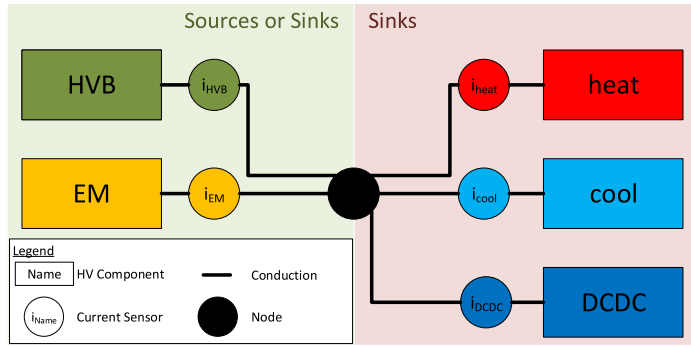 Sources or Sinks
Sinks
HVB
iHVB
iheat
heat
EM
iEM
icool
cool
Legend
Name
HV Component
Conduction
iName
Current Sensor
Node
iDCDC
DCDC